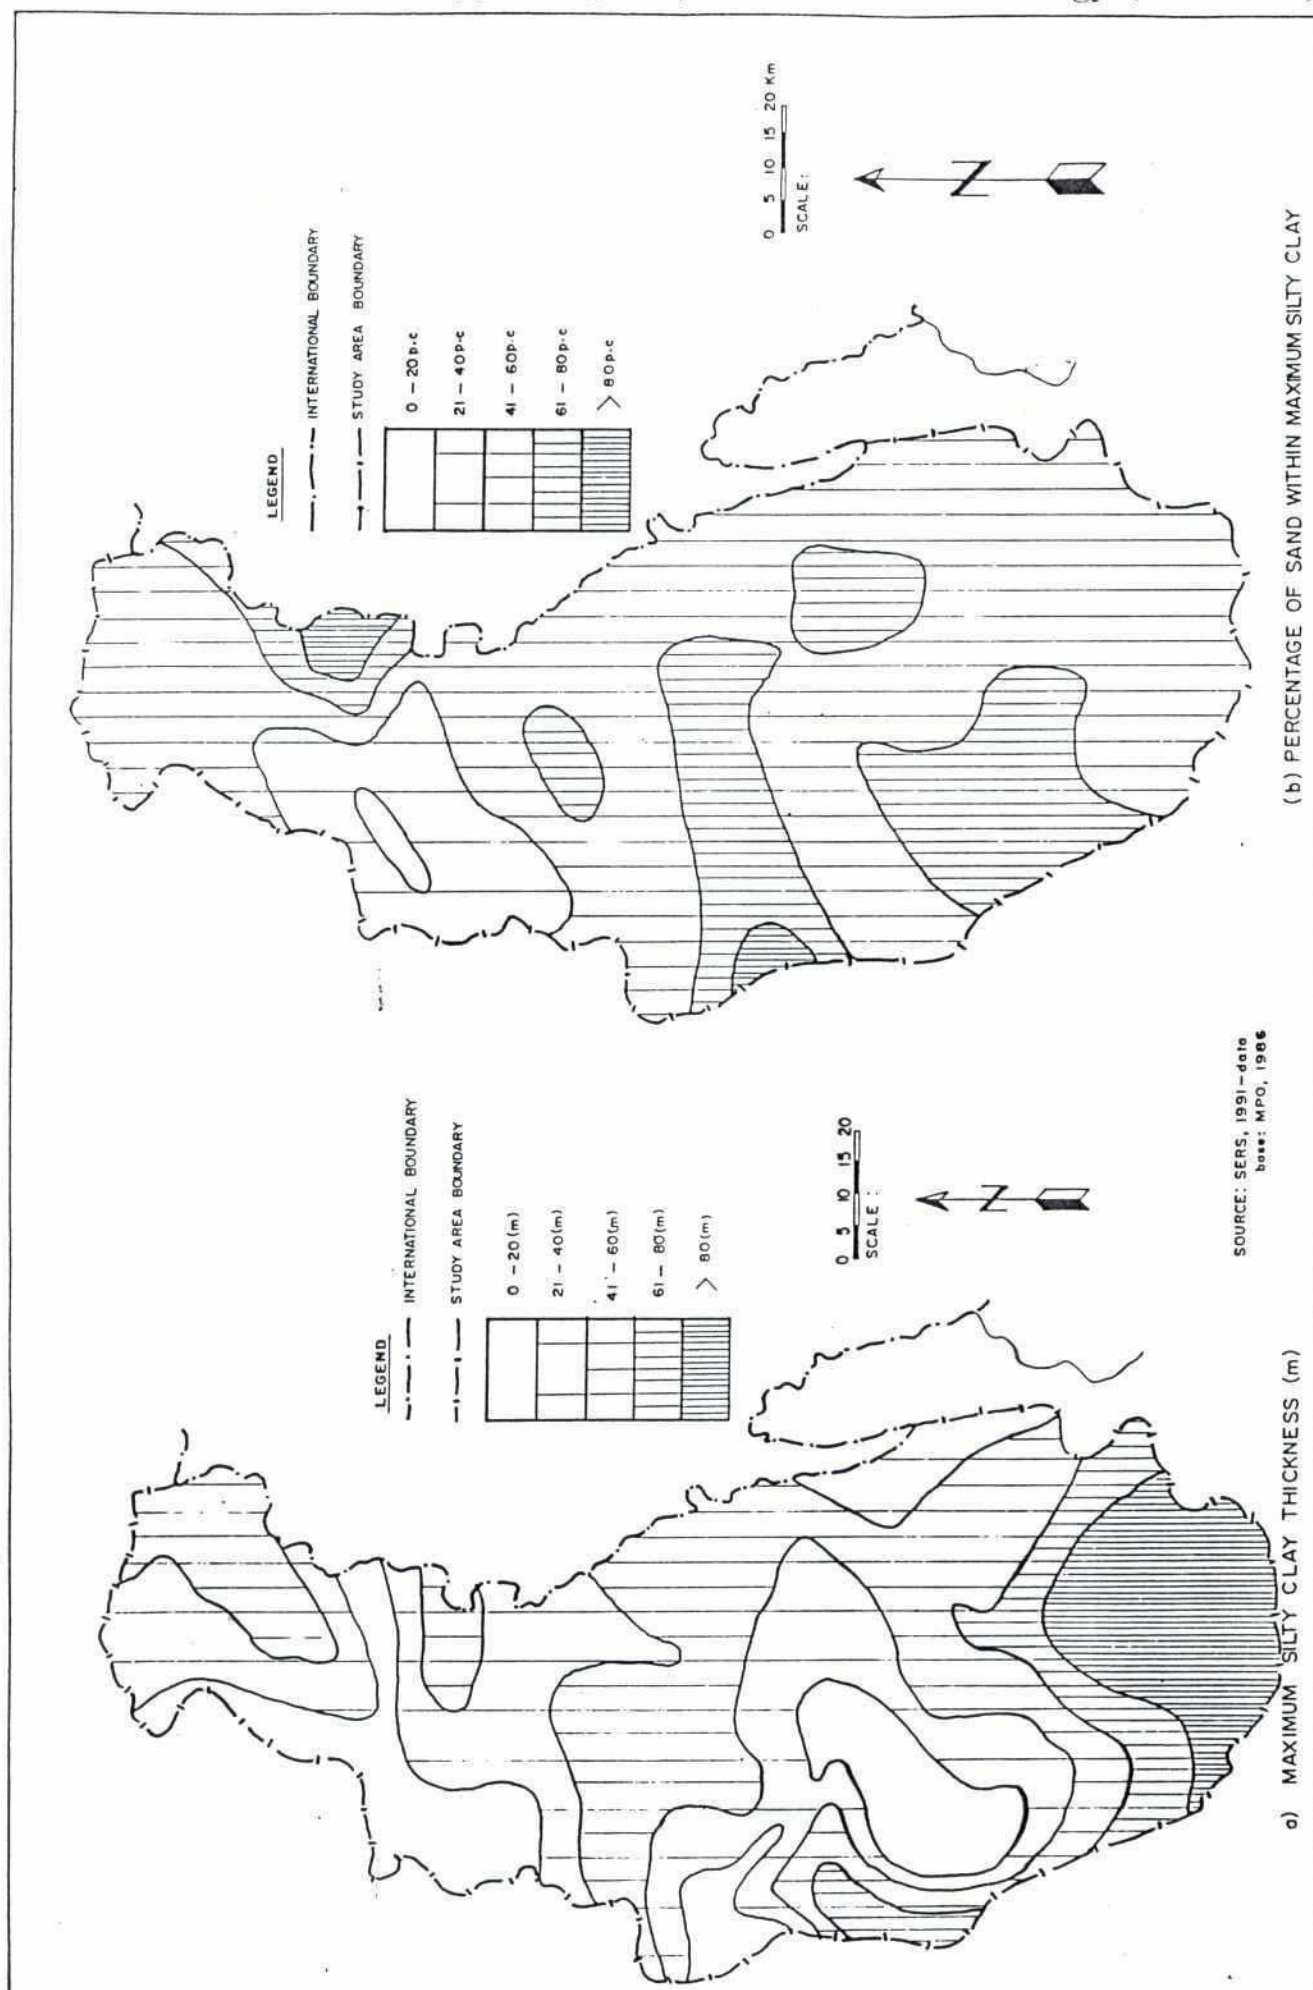 LEGEND
INTERNATIONAL BOUNDARY
STUDY AREA BOUNDARY
0 – 20 (m)
21 – 40 (m)
41 – 60 (m)
61 – 80 (m)
> 80 (m)
0 5 10 15 20
SCALE :
N
SOURCE: SERS, 1991-data
base: MPO, 1986
a) MAXIMUM SILTY CLAY THICKNESS (m)
LEGEND
INTERNATIONAL BOUNDARY
STUDY AREA BOUNDARY
0 – 20 p.c
21 – 40 p.c
41 – 60 p.c
61 – 80 p.c
> 80 p.c
0 5 10 15 20 Km
SCALE :
N
(b) PERCENTAGE OF SAND WITHIN MAXIMUM SILTY CLAY